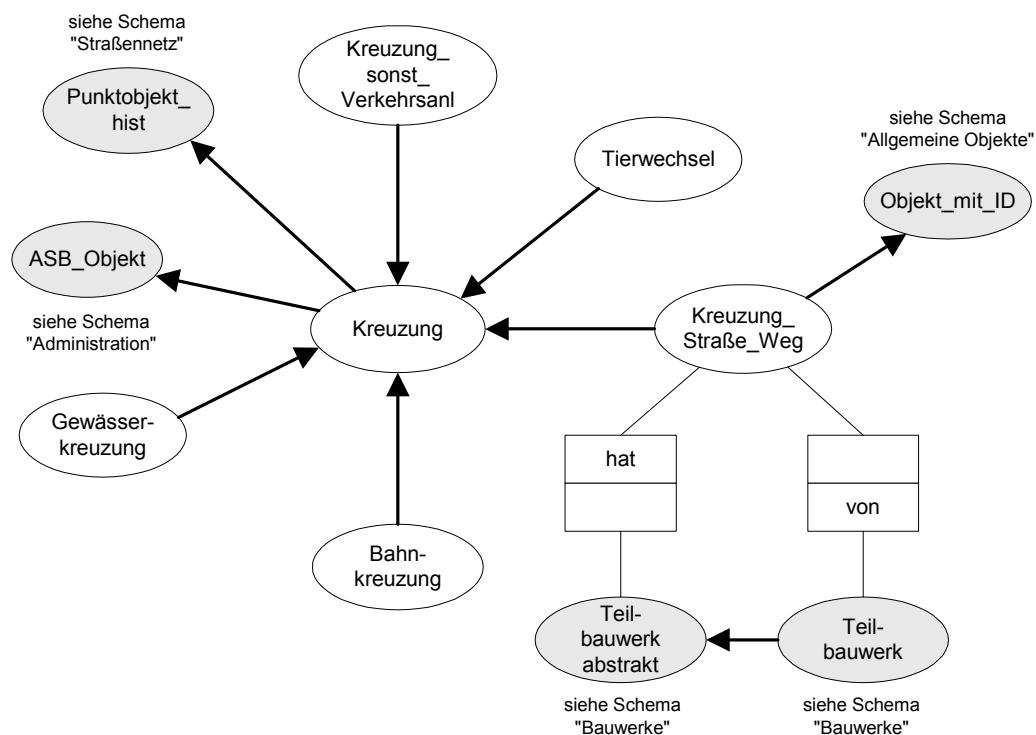 siehe Schema
"Straßennetz"
Punktobjekt_
hist
Kreuzung_
sonst_
Verkehrsanl
siehe Schema
"Allgemeine Objekte"
Tierwechsel
Objekt_mit_ID
ASB_Objekt
siehe Schema
"Administration"
Kreuzung
Kreuzung_
Straße_Weg
Gewässer-
kreuzung
hat
von
Bahn-
kreuzung
Teil-
bauwerk
abstrakt
Teil-
bauwerk
siehe Schema
"Bauwerke"
siehe Schema
"Bauwerke"